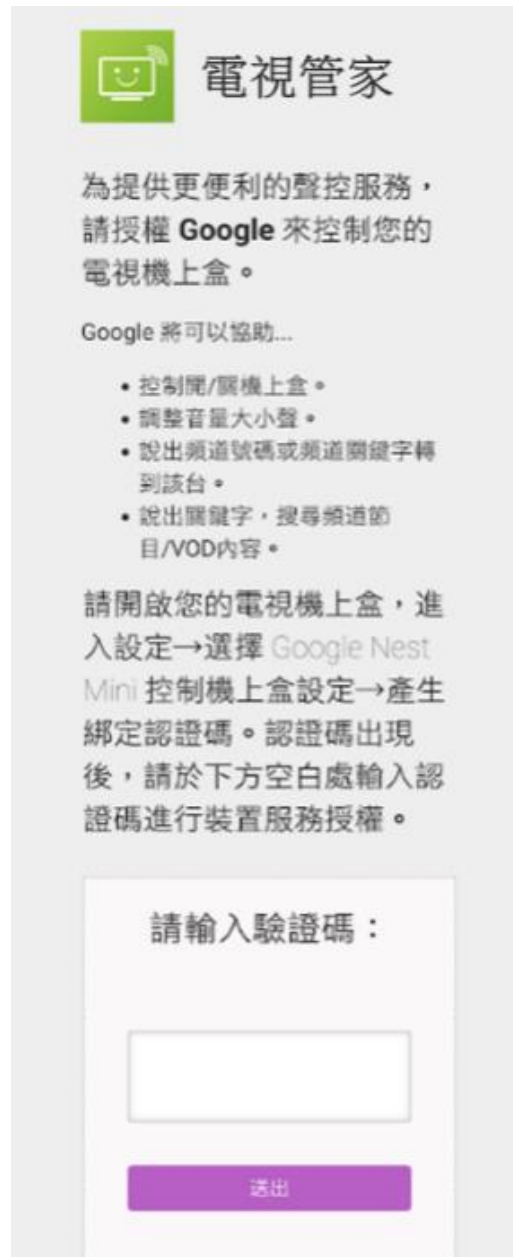 電視管家
為提供更便利的聲控服務，
請授權 Google 來控制您的
電視機上盒。
Google 將可以協助...
• 控制開/關機上盒。
• 調整音量大小聲。
• 說出頻道號碼或頻道關鍵字轉
到該台。
• 說出關鍵字，搜尋頻道節
目/VOD內容。
請開啟您的電視機上盒，進
入設定→選擇 Google Nest
Mini 控制機上盒設定→產生
綁定認證碼。認證碼出現
後，請於下方空白處輸入認
證碼進行裝置服務授權。
請輸入驗證碼：
送出